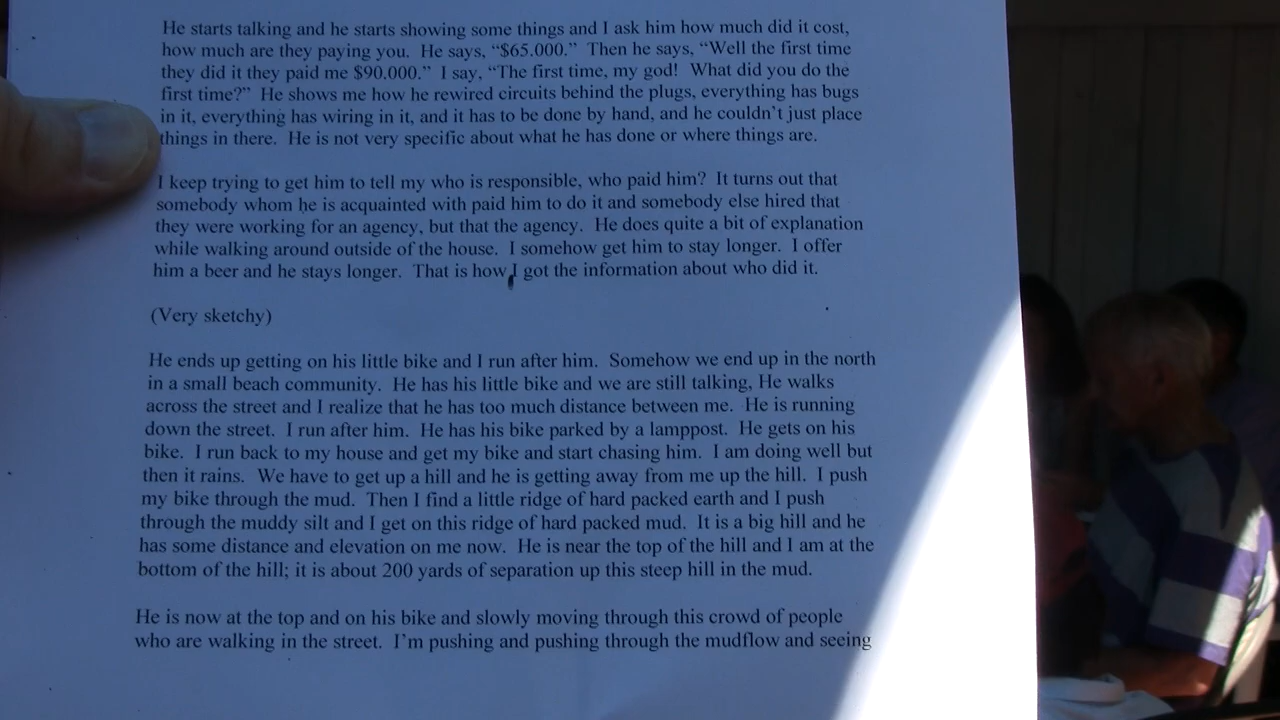 He starts talking and he starts showing some things and I ask him how much did it cost,
how much are they paying you.  He says, “$65.000.”  Then he says, “Well the first time
they did it they paid me $90.000.”  I say, “The first time, my god!  What did you do the
first time?”  He shows me how he rewired circuits behind the plugs, everything has bugs
in it, everything has wiring in it, and it has to be done by hand, and he couldn’t just place
things in there.  He is not very specific about what he has done or where things are.
I keep trying to get him to tell my who is responsible, who paid him?  It turns out that
somebody whom he is acquainted with paid him to do it and somebody else hired that
they were working for an agency, but that the agency.  He does quite a bit of explanation
while walking around outside of the house.  I somehow get him to stay longer.  I offer
him a beer and he stays longer.  That is how I got the information about who did it.
(Very sketchy)
He ends up getting on his little bike and I run after him.  Somehow we end up in the north
in a small beach community.  He has his little bike and we are still talking, He walks
across the street and I realize that he has too much distance between me.  He is running
down the street.  I run after him.  He has his bike parked by a lamppost.  He gets on his
bike.  I run back to my house and get my bike and start chasing him.  I am doing well but
then it rains.  We have to get up a hill and he is getting away from me up the hill.  I push
my bike through the mud.  Then I find a little ridge of hard packed earth and I push
through the muddy silt and I get on this ridge of hard packed mud.  It is a big hill and he
has some distance and elevation on me now.  He is near the top of the hill and I am at the
bottom of the hill; it is about 200 yards of separation up this steep hill in the mud.
He is now at the top and on his bike and slowly moving through this crowd of people
who are walking in the street.  I’m pushing and pushing through the mudflow and seeing